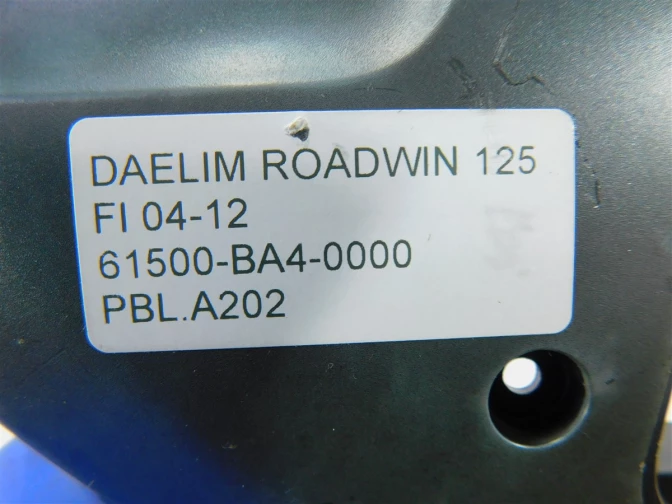 DAELIM ROADWIN 125
FI 04-12
61500-BA4-0000
PBL.A202